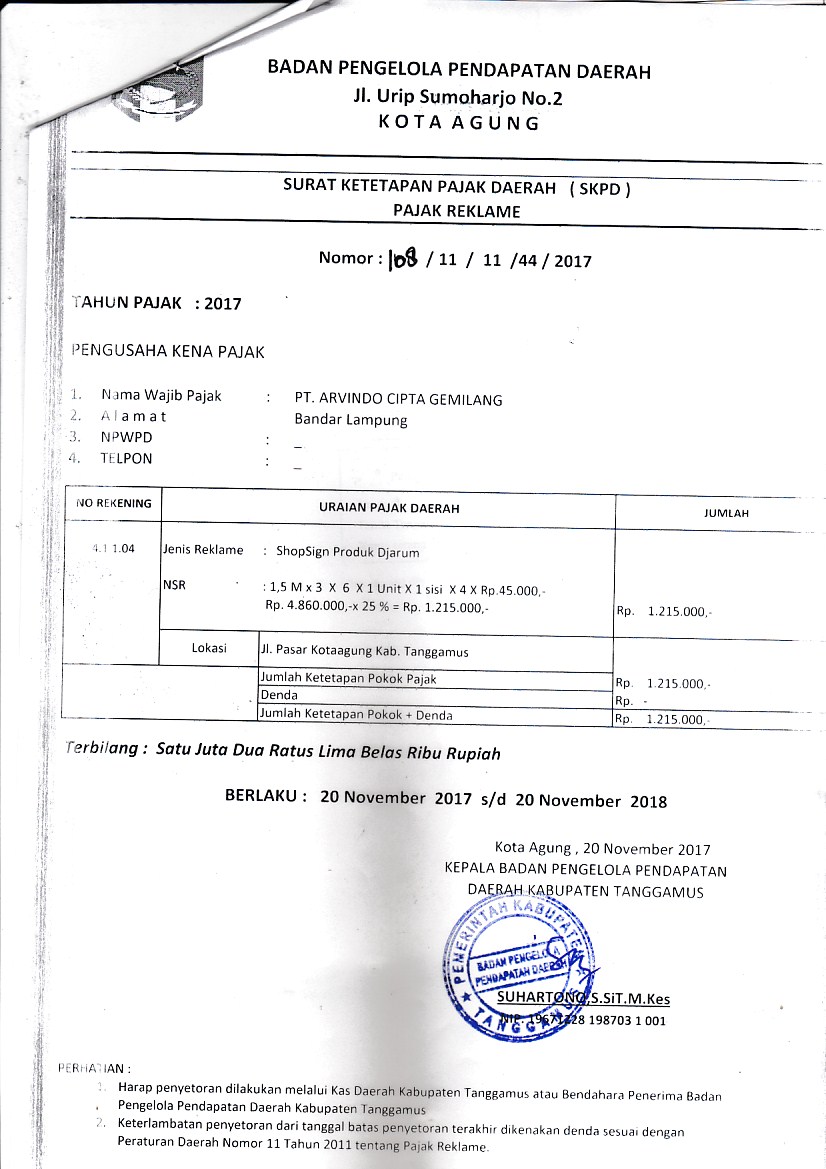 BADAN PENGELOLA PENDAPATAN DAERAH
Jl. Urip Sumoharjo No.2
K O T A A G U N G
SURAT KETETAPAN PAJAK DAERAH ( SKPD )
PAJAK REKLAME
Nomor : 108 / 11 / 11 /44 / 2017
TAHUN PAJAK : 2017
PENGUSAHA KENA PAJAK
1. Nama Wajib Pajak : PT. ARVINDO CIPTA GEMILANG
2. A l a m a t : Bandar Lampung
3. NPWPD : _
4. TELPON : _
NO REKENING URAIAN PAJAK DAERAH JUMLAH
4.1 1.04 Jenis Reklame : ShopSign Produk Djarum
NSR : 1,5 M x 3 X 6 X 1 Unit X 1 sisi X 4 X Rp.45.000,-
Rp. 4.860.000,-x 25 % = Rp. 1.215.000,- Rp. 1.215.000,-
Lokasi Jl. Pasar Kotaagung Kab. Tanggamus
Jumlah Ketetapan Pokok Pajak Rp. 1.215.000,-
Denda Rp. -
Jumlah Ketetapan Pokok + Denda Rp. 1.215.000,-
Terbilang : Satu Juta Dua Ratus Lima Belas Ribu Rupiah
BERLAKU : 20 November 2017 s/d 20 November 2018
Kota Agung , 20 November 2017
KEPALA BADAN PENGELOLA PENDAPATAN
DAERAH KABUPATEN TANGGAMUS
PEMERINTAH KABUPATEN
BADAN PENGELOLA
PENDAPATAN DAERAH
TANGGAMUS
SUHARTONO,S.SiT.M.Kes
NIP. 198703 1 001
PERHATIAN :
1. Harap penyetoran dilakukan melalui Kas Daerah Kabupaten Tanggamus atau Bendahara Penerima Badan
Pengelola Pendapatan Daerah Kabupaten Tanggamus
2. Keterlambatan penyetoran dari tanggal batas penyetoran terakhir dikenakan denda sesuai dengan
Peraturan Daerah Nomor 11 Tahun 2011 tentang Pajak Reklame.